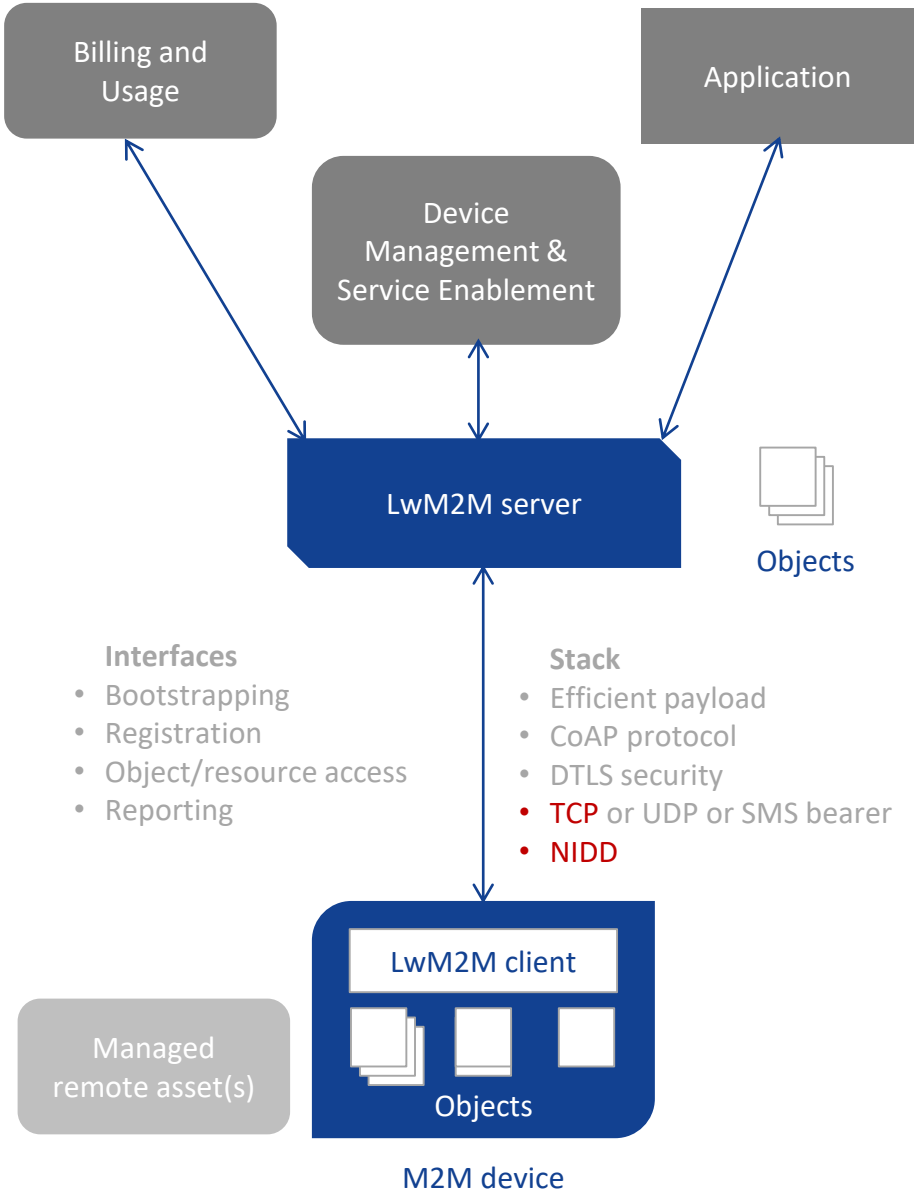 Billing and
Usage
Application
Device
Management &
Service Enablement
LwM2M server
Objects
Interfaces
• Bootstrapping
• Registration
• Object/resource access
• Reporting
Stack
• Efficient payload
• CoAP protocol
• DTLS security
• TCP or UDP or SMS bearer
• NIDD
LwM2M client
Managed
remote asset(s)
Objects
M2M device